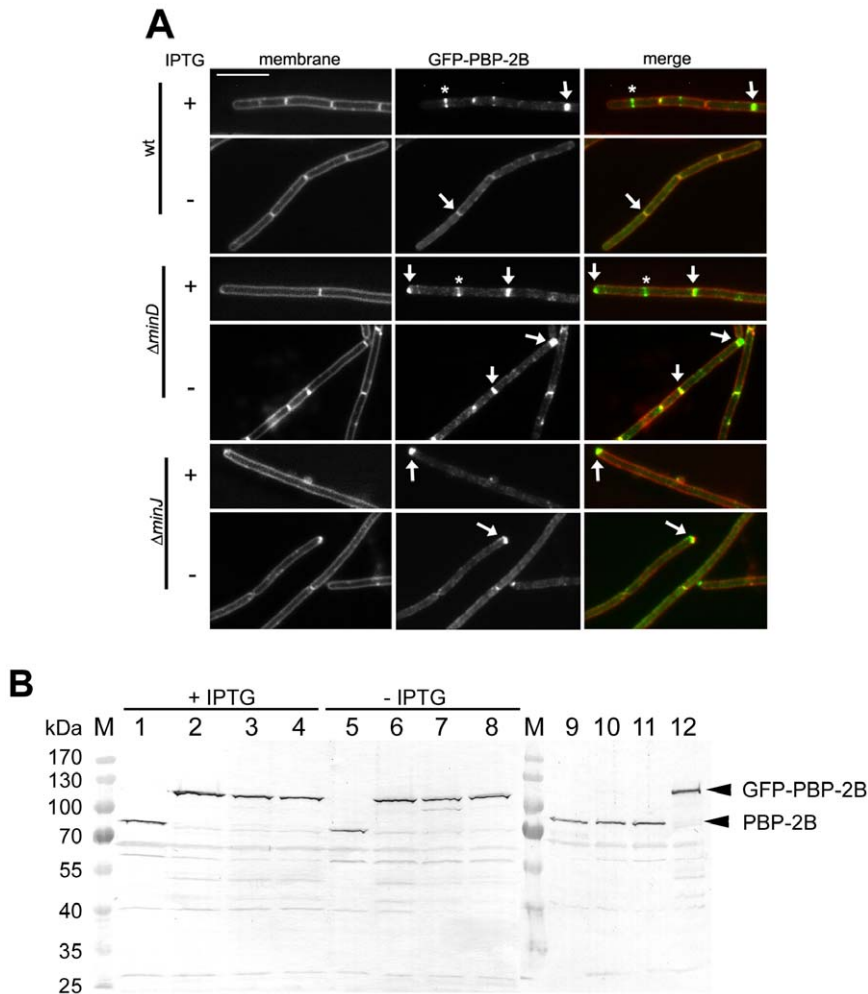 A
IPTG membrane GFP-PBP-2B merge
wt
+
* *
-
ΔminD
+
* *
-
ΔminJ
+
-
B
+ IPTG - IPTG
kDa M 1 2 3 4 5 6 7 8 M 9 10 11 12
170
130
100 GFP-PBP-2B
70 PBP-2B
55
40
35
25